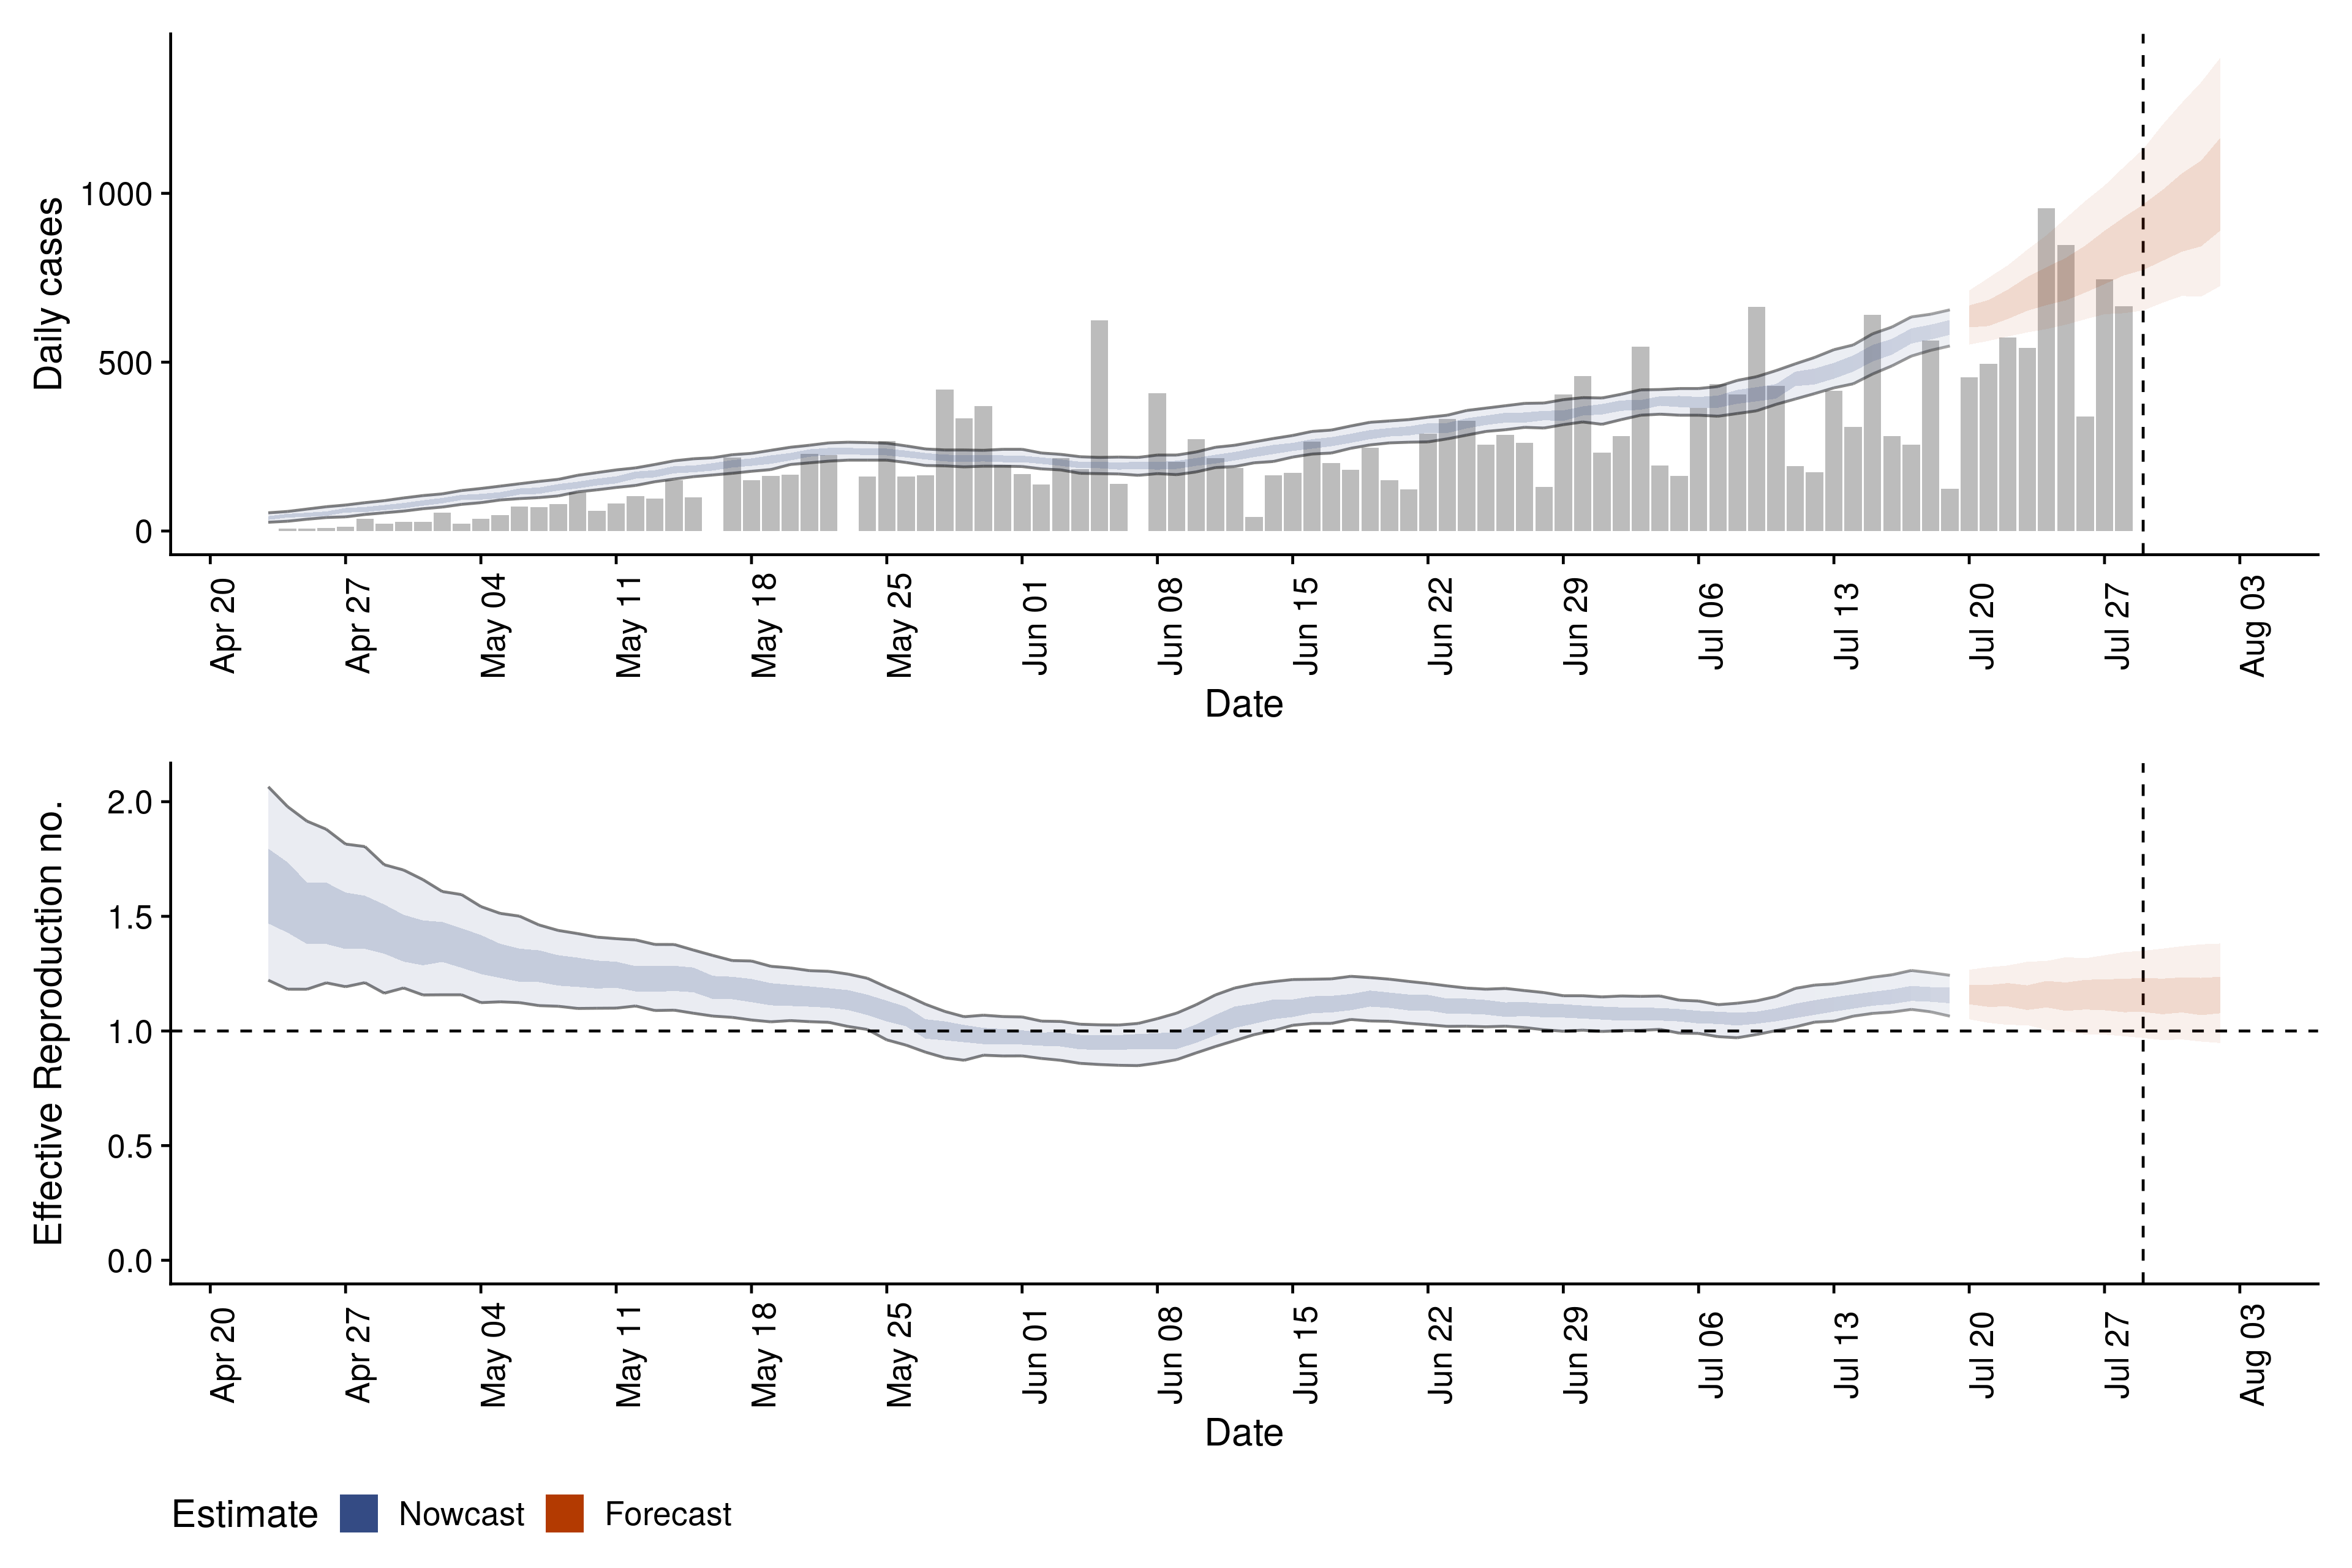 Daily cases
1000
500
0
Apr 20
Apr 27
May 04
May 11
May 18
May 25
Jun 01
Jun 08
Jun 15
Jun 22
Jun 29
Jul 06
Jul 13
Jul 20
Jul 27
Aug 03
Date
Effective Reproduction no.
2.0
1.5
1.0
0.5
0.0
Apr 20
Apr 27
May 04
May 11
May 18
May 25
Jun 01
Jun 08
Jun 15
Jun 22
Jun 29
Jul 06
Jul 13
Jul 20
Jul 27
Aug 03
Date
Estimate Nowcast Forecast